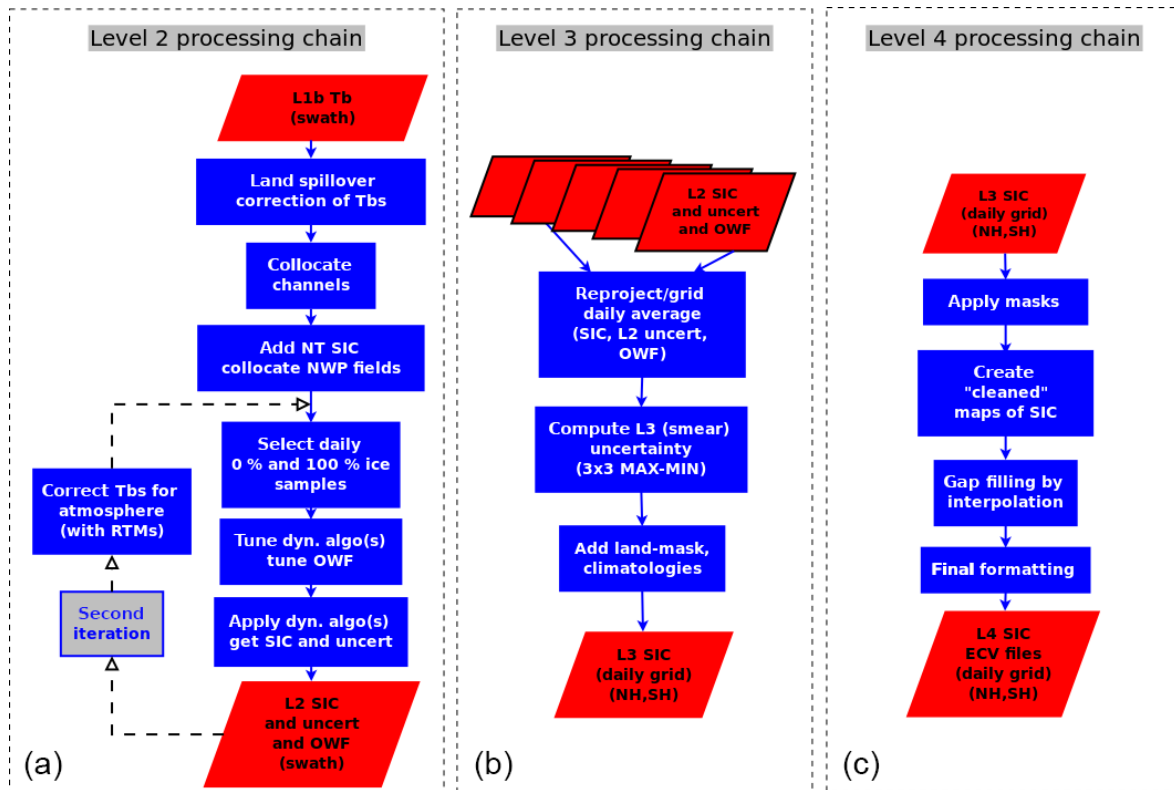 Level 2 processing chain
L1b Tb
(swath)
Land spillover
correction of Tbs
Collocate
channels
Add NT SIC
collocate NWP fields
Select daily
0 % and 100 % ice
samples
Correct Tbs for
atmosphere
(with RTMs)
Tune dyn. algo(s)
tune OWF
Second
iteration
Apply dyn. algo(s)
get SIC and uncert
L2 SIC
and uncert
and OWF
(swath)
(a)
Level 3 processing chain
L2 SIC
and uncert
and OWF
Reproject/grid
daily average
(SIC, L2 uncert,
OWF)
Compute L3 (smear)
uncertainty
(3x3 MAX-MIN)
Add land-mask,
climatologies
L3 SIC
(daily grid)
(NH,SH)
(b)
Level 4 processing chain
L3 SIC
(daily grid)
(NH,SH)
Apply masks
Create
"cleaned"
maps of SIC
Gap filling by
interpolation
Final formatting
L4 SIC
ECV files
(daily grid)
(NH,SH)
(c)